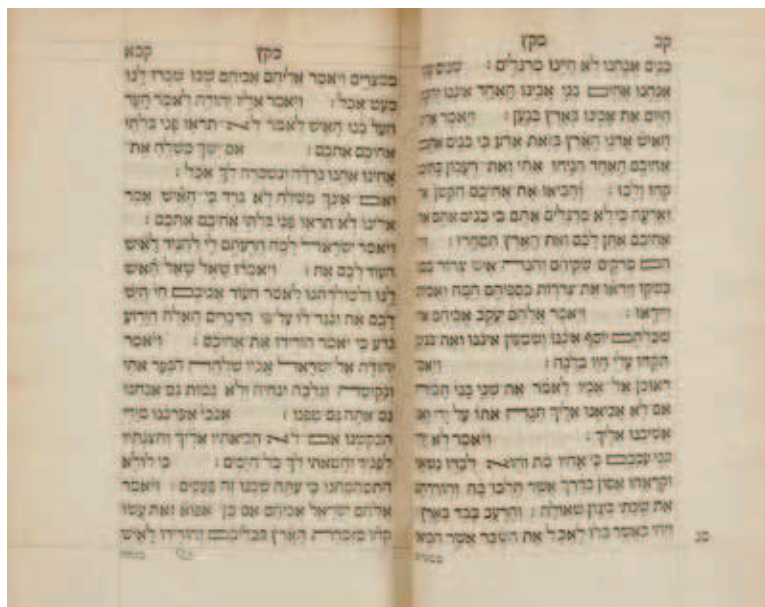 קכ מקץ
כנים אנחנו לא היינו מרגלים : שנים
אנחנו אחים בני אבינו האחד איננו והקטן
היום את אבינו בארץ כנען : ויאמר אלינו
האיש אדני הארץ בזאת אדע כי כנים אתם
אחיכם האחד הניחו אתי ואת רעבון בתיכם
קחו ולכו : והביאו את אחיכם הקטן
ואדעה כי לא מרגלים אתם כי כנים אתם את
אחיכם אתן לכם ואת הארץ תסחרו :
הם מריקים שקיהם והנה איש צרור כספו
בשקו ויראו את צררות כספיהם המה ואביהם
וייראו : ויאמר אלהם יעקב אביהם
שכלתם יוסף איננו ושמעון איננו ואת
תקחו עלי היו כלנה : ויאמר
ראובן אל אביו לאמר את שני בני תמית
אם לא אביאנו אליך תנה אתו על ידי ואני
אשיבנו אליך : ויאמר לא ירד
בני עמכם כי אחיו מת והוא לבדו נשאר
וקראהו אסון בדרך אשר תלכו בה והורדתם
את שיבתי ביגון שאולה : והרעב כבד בארץ
ויהי כאשר כלו לאכל את השבר אשר הביאו
ממצרים
מג
מקץ קכא
ממצרים ויאמר אליהם אביהם שבו שברו לנו
מעט אכל : ויאמר אליו יהודה לאמר העד
העד בנו האיש לאמר לא תראו פני בלתי
אחיכם אתכם : אם ישך משלח את
אחינו אתנו נרדה ונשברה לך אכל :
ואם אינך משלח לא נרד כי האיש אמר
אלינו לא תראו פני בלתי אחיכם אתכם :
ויאמר ישראל למה הרעתם לי להגיד לאיש
העוד לכם אח : ויאמרו שאול שאל האיש
לנו ולמולדתנו לאמר העוד אביכם חי היש
לכם אח ונגד לו על פי הדברים האלה הידוע
נדע כי יאמר הורידו את אחיכם : ויאמר
יהודה אל ישראל אביו שלחה הנער אתי
ונקומה ונלכה ונחיה ולא נמות גם אנחנו
גם אתה גם טפנו : אנכי אערבנו מידי
תבקשנו אם לא הביאתיו אליך והצגתיו
לפניך וחטאתי לך כל הימים : כי לולא
התמהמהנו כי עתה שבנו זה פעמים : ויאמר
אלהם ישראל אביהם אם כן אפוא זאת עשו
קחו מזמרת הארץ בכליכם והורידו לאיש
מנחה